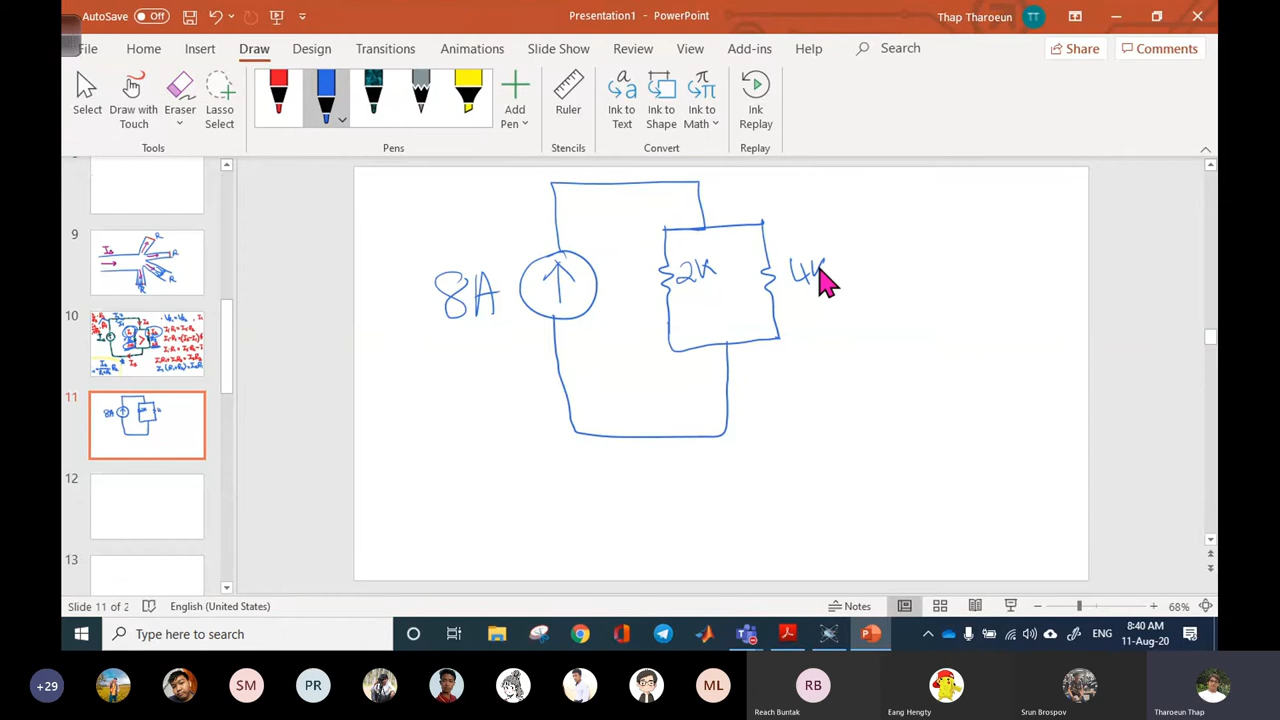 AutoSave Off
Presentation1 - PowerPoint
Thap Tharoeun TT
File Home Insert Draw Design Transitions Animations Slide Show Review View Add-ins Help Search Share Comments
Select
Draw with Touch
Eraser
Lasso Select
Add Pen
Ruler
Ink to Text
Ink to Shape
Ink to Math
Ink Replay
Tools Pens Stencils Convert Replay
9
10
11
12
13
8A
2K
Slide 11 of 2 English (United States) Notes 68%
Type here to search
ENG
8:40 AM
11-Aug-20
+29 SM PR ML RB
Reach Buntak Eang Hengty Srun Brospov Tharoeun Thap